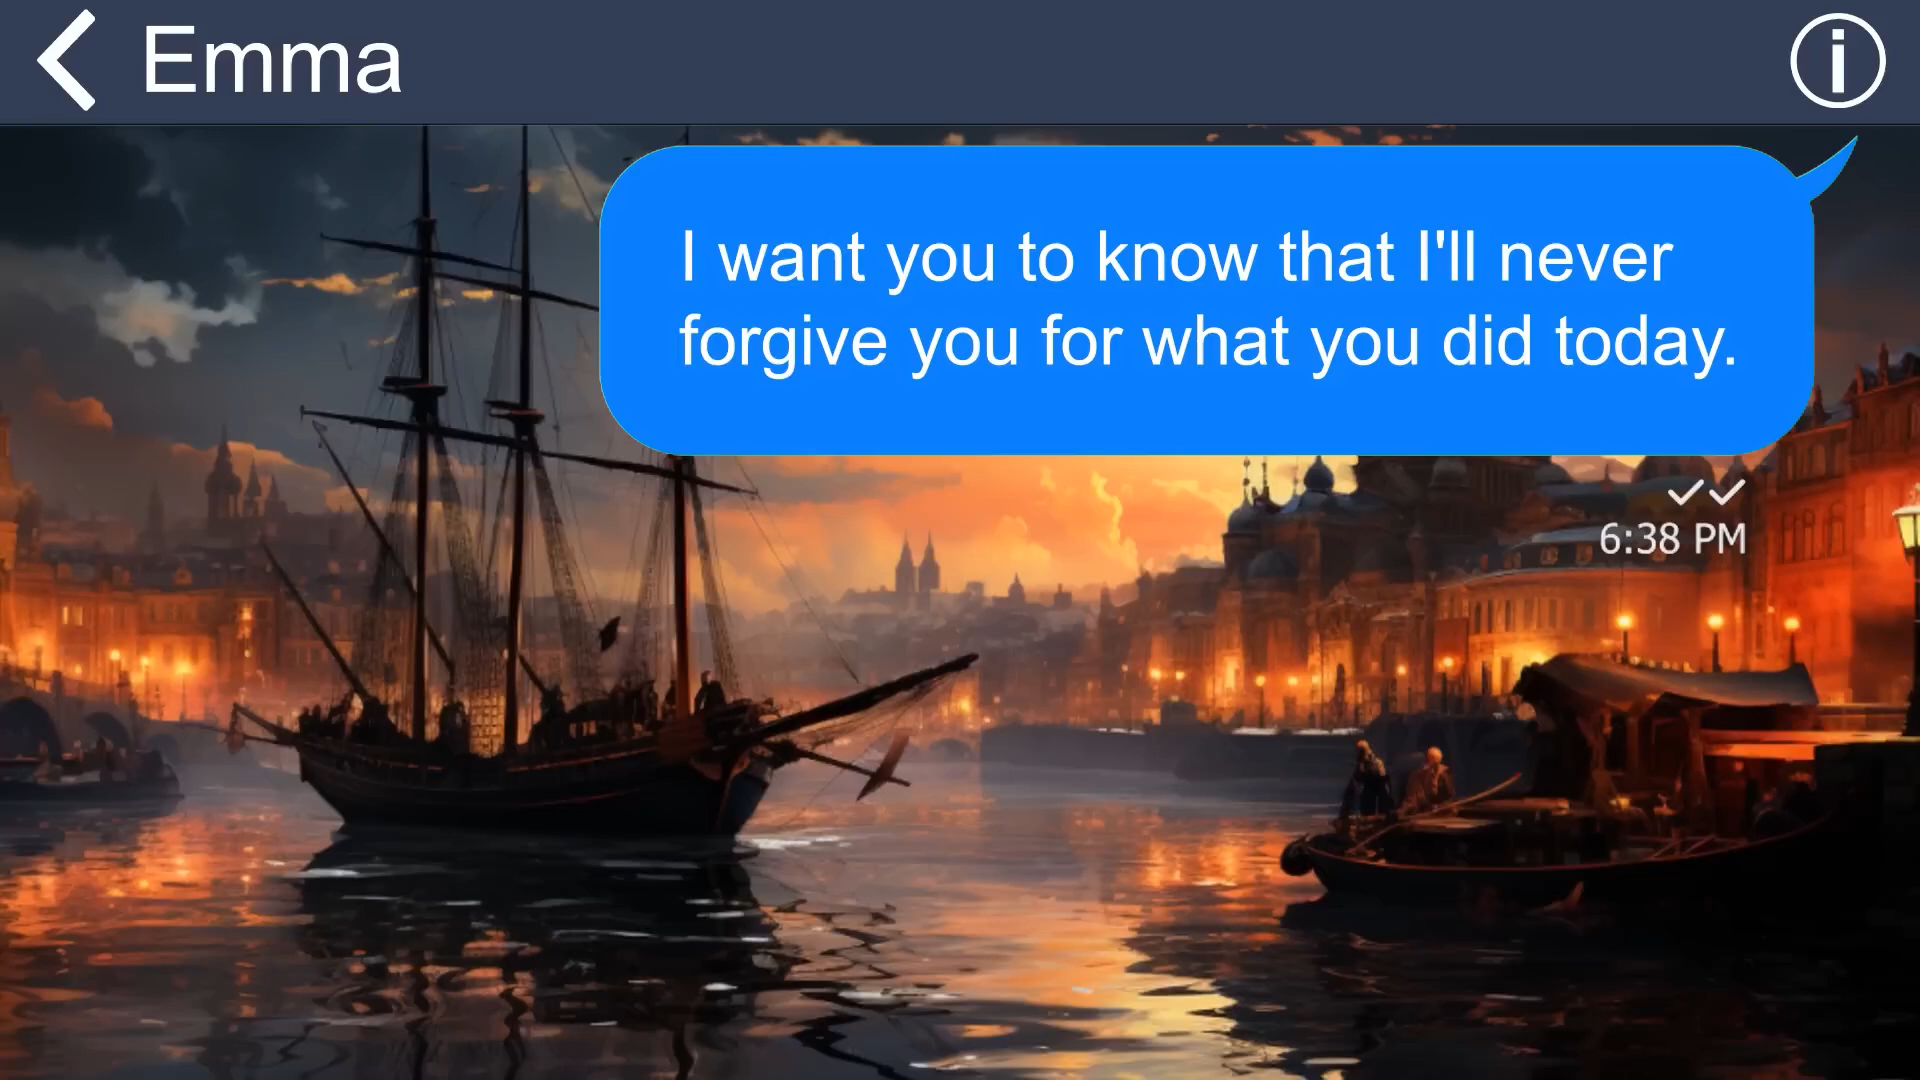 Emma
I want you to know that I'll never
forgive you for what you did today.
6:38 PM